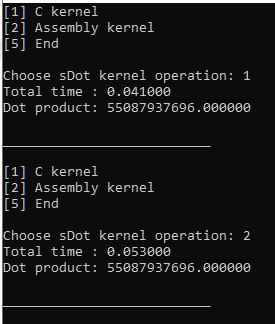 [1] C kernel
[2] Assembly kernel
[5] End
Choose sDot kernel operation: 1
Total time : 0.041000
Dot product: 55087937696.000000
___________________________
[1] C kernel
[2] Assembly kernel
[5] End
Choose sDot kernel operation: 2
Total time : 0.053000
Dot product: 55087937696.000000
___________________________